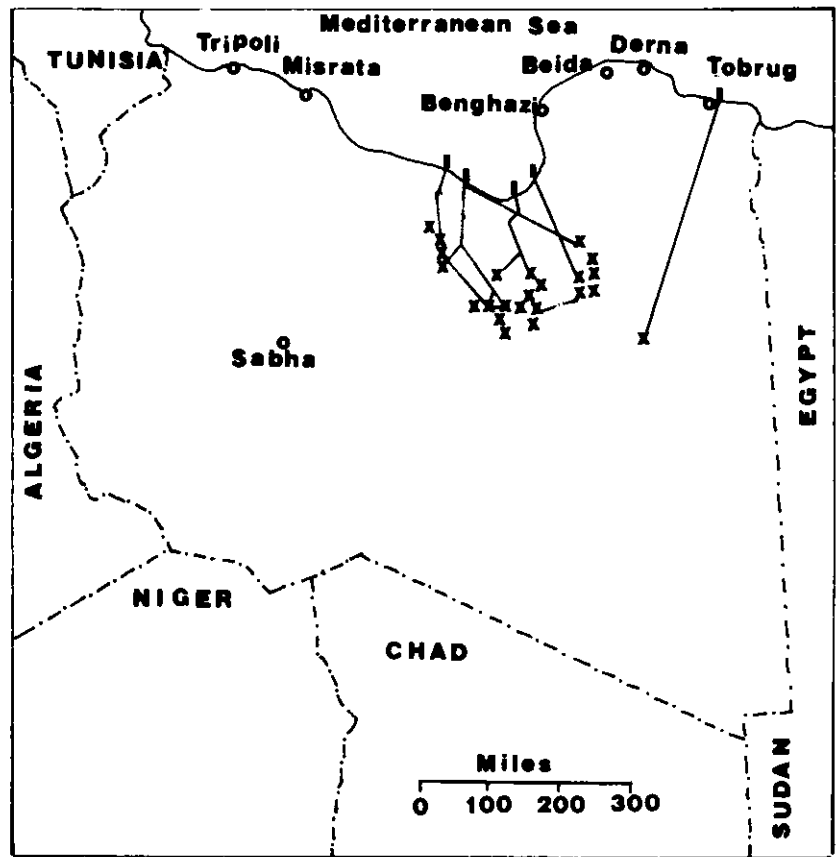 Mediterranean Sea
TUNISIA
Tripoli
Misrata
Benghazi
Beida
Derna
Tobrug
Sabha
ALGERIA
EGYPT
NIGER
CHAD
SUDAN
Miles
0 100 200 300